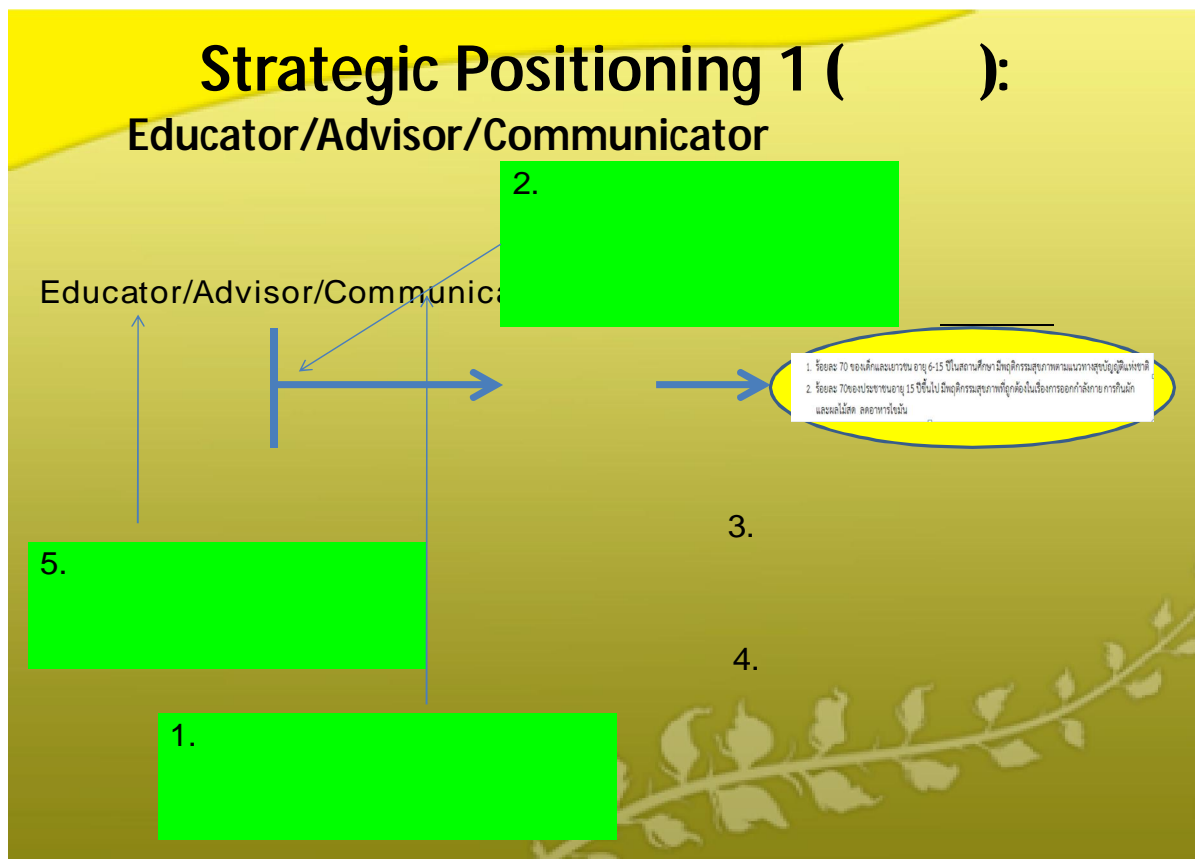 Strategic Positioning 1 ( ):
Educator/Advisor/Communicator
2.
Educator/Advisor/Communica
1. ร้อยละ 70 ของเด็กและเยาวชน อายุ 6-15 ปีในสถานศึกษา มีพฤติกรรมสุขภาพตามแนวทางสุขบัญญัติแห่งชาติ
2. ร้อยละ 70ของประชาชนอายุ 15 ปีขึ้นไป มีพฤติกรรมสุขภาพที่ถูกต้องในเรื่องการออกกำลังกาย การกินผัก
และผลไม้สด ลดอาหารไขมัน
3.
5.
4.
1.